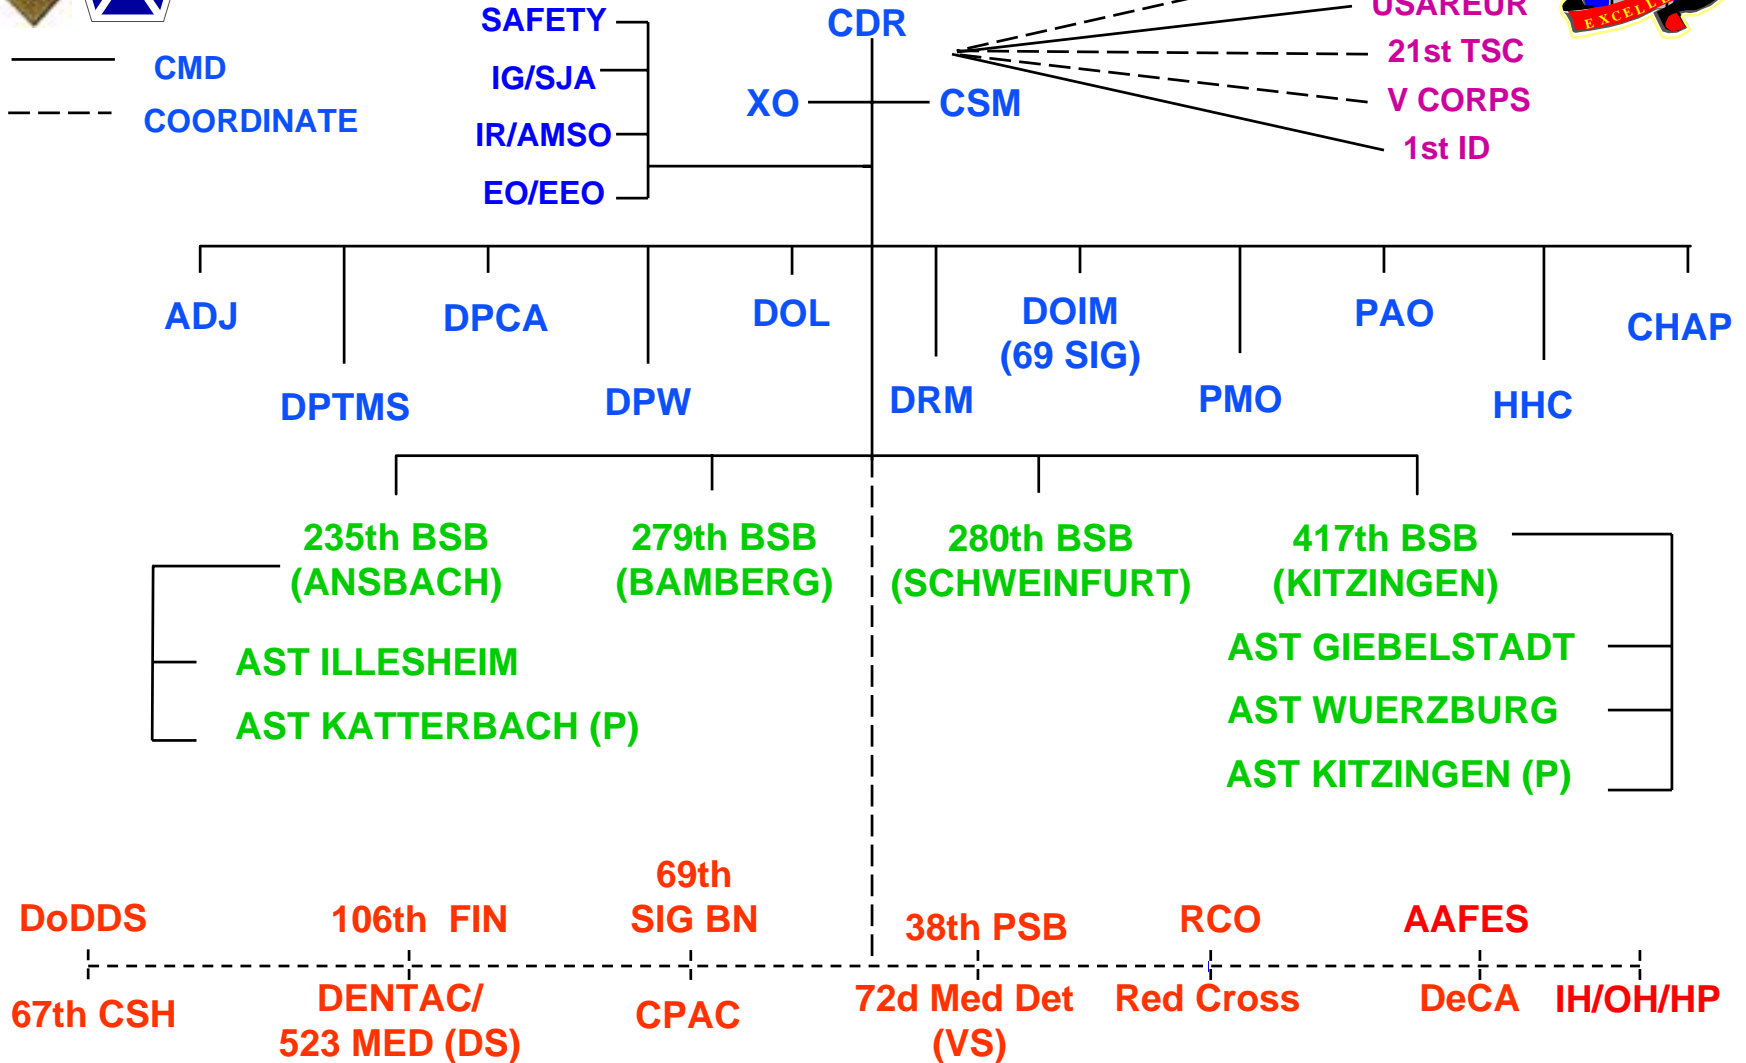 SAFETY
CDR
USAREUR
CMD
IG/SJA
21st TSC
COORDINATE
XO
CSM
V CORPS
IR/AMSO
1st ID
EO/EEO
ADJ
DPCA
DOL
DOIM
(69 SIG)
PAO
CHAP
DPTMS
DPW
DRM
PMO
HHC
235th BSB
(ANSBACH)
279th BSB
(BAMBERG)
280th BSB
(SCHWEINFURT)
417th BSB
(KITZINGEN)
AST ILLESHEIM
AST KATTERBACH (P)
AST GIEBELSTADT
AST WUERZBURG
AST KITZINGEN (P)
DoDDS
106th FIN
69th
SIG BN
38th PSB
RCO
AAFES
67th CSH
DENTAC/
523 MED (DS)
CPAC
72d Med Det
(VS)
Red Cross
DeCA
IH/OH/HP